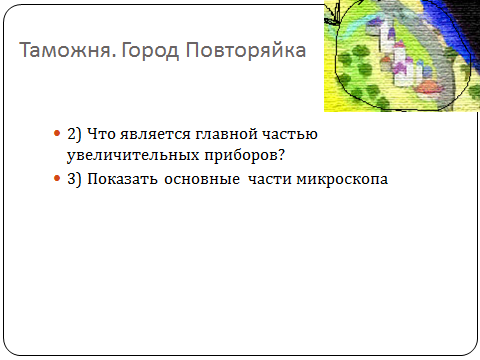 Таможня. Город Повторяйка
• 2) Что является главной частью
увеличительных приборов?
• 3) Показать основные части микроскопа